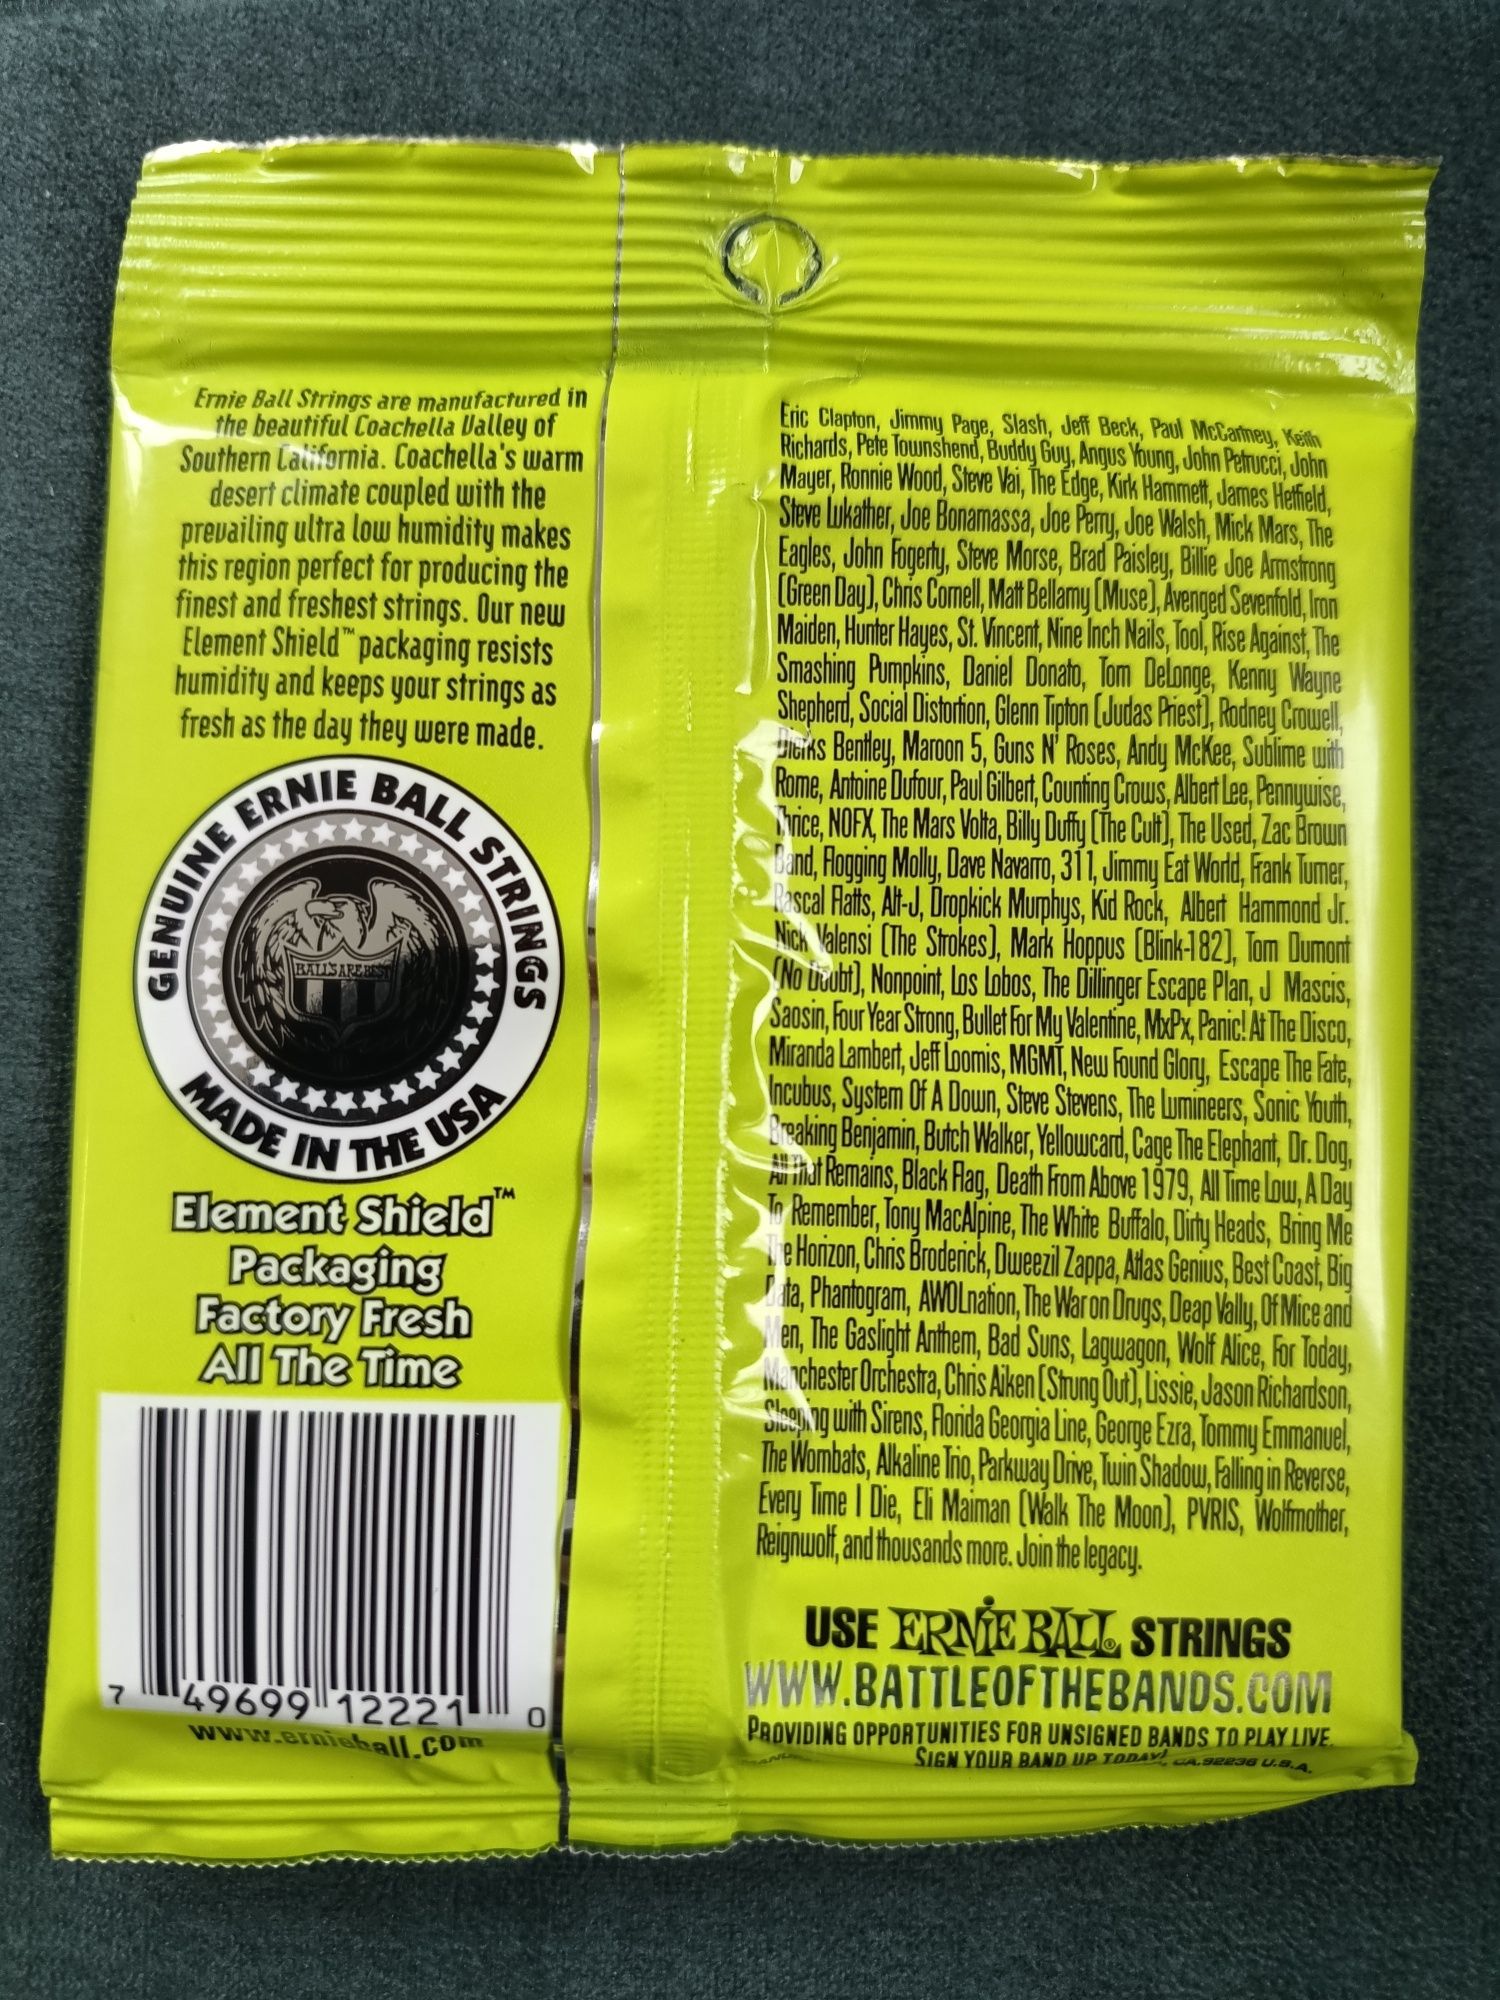 Ernie Ball Strings are manufactured in
the beautiful Coachella Valley of
Southern California. Coachella's warm
desert climate coupled with the
prevailing ultra low humidity makes
this region perfect for producing the
finest and freshest strings. Our new
Element Shield™ packaging resists
humidity and keeps your strings as
fresh as the day they were made.
GENUINE ERNIE BALL STRINGS
BALLS ARE BEST
MADE IN THE USA
Element Shield™
Packaging
Factory Fresh
All The Time
7 49699 12221 0
www.ernieball.com
Eric Clapton, Jimmy Page, Slash, Jeff Beck, Paul McCartney, Keith
Richards, Pete Townshend, Buddy Guy, Angus Young, John Petrucci, John
Mayer, Ronnie Wood, Steve Vai, The Edge, Kirk Hammett, James Hetfield,
Steve Lukather, Joe Bonamassa, Joe Perry, Joe Walsh, Mick Mars, The
Eagles, John Fogerty, Steve Morse, Brad Paisley, Billie Joe Armstrong
(Green Day), Chris Cornell, Matt Bellamy (Muse), Avenged Sevenfold, Iron
Maiden, Hunter Hayes, St. Vincent, Nine Inch Nails, Tool, Rise Against, The
Smashing Pumpkins, Daniel Donato, Tom DeLonge, Kenny Wayne
Shepherd, Social Distortion, Glenn Tipton (Judas Priest), Rodney Crowell,
Dierks Bentley, Maroon 5, Guns N' Roses, Andy McKee, Sublime with
Rome, Antoine Dufour, Paul Gilbert, Counting Crows, Albert Lee, Pennywise,
Thrice, NOFX, The Mars Volta, Billy Duffy (The Cult), The Used, Zac Brown
Band, Flogging Molly, Dave Navarro, 311, Jimmy Eat World, Frank Turner,
Rascal Flatts, Alt-J, Dropkick Murphys, Kid Rock, Albert Hammond Jr.
Nick Valensi (The Strokes), Mark Hoppus (Blink-182), Tom Dumont
(No Doubt), Nonpoint, Los Lobos, The Dillinger Escape Plan, J Mascis,
Saosin, Four Year Strong, Bullet For My Valentine, MxPx, Panic! At The Disco,
Miranda Lambert, Jeff Loomis, MGMT, New Found Glory, Escape The Fate,
Incubus, System Of A Down, Steve Stevens, The Lumineers, Sonic Youth,
Breaking Benjamin, Butch Walker, Yellowcard, Cage The Elephant, Dr. Dog,
All That Remains, Black Flag, Death From Above 1979, All Time Low, A Day
To Remember, Tony MacAlpine, The White Buffalo, Dirty Heads, Bring Me
The Horizon, Chris Broderick, Dweezil Zappa, Atlas Genius, Best Coast, Big
Data, Phantogram, AWOLnation, The War on Drugs, Deap Vally, Of Mice and
Men, The Gaslight Anthem, Bad Suns, Lagwagon, Wolf Alice, For Today,
Manchester Orchestra, Chris Aiken (Strung Out), Lissie, Jason Richardson,
Sleeping with Sirens, Florida Georgia Line, George Ezra, Tommy Emmanuel,
The Wombats, Alkaline Trio, Parkway Drive, Twin Shadow, Falling in Reverse,
Every Time I Die, Eli Maiman (Walk The Moon), PVRIS, Wolfmother,
Reignwolf, and thousands more. Join the legacy.
USE ERNIE BALL® STRINGS
WWW.BATTLEOFTHEBANDS.COM
PROVIDING OPPORTUNITIES FOR UNSIGNED BANDS TO PLAY LIVE.
SIGN YOUR BAND UP TODAY!
CA.92236 U.S.A.